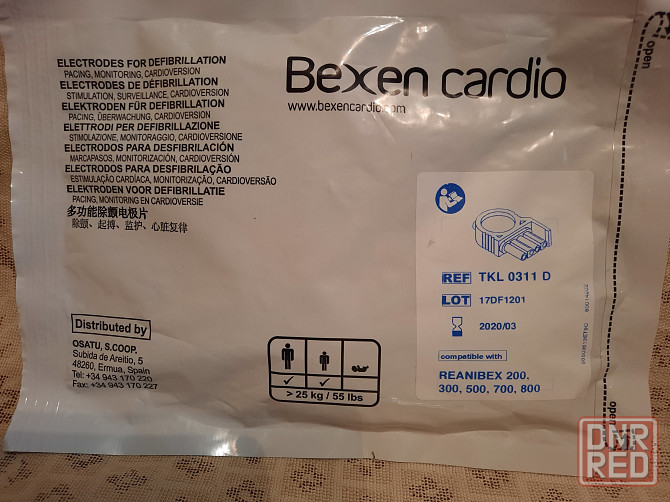 ELECTRODES FOR DEFIBRILLATION
PACING, MONITORING, CARDIOVERSION
ELECTRODES DE DÉFIBRILLATION
STIMULATION, SURVEILLANCE, CARDIOVERSION
ELEKTRODEN FÜR DEFIBRILLATION
PACING, ÜBERWACHUNG, CARDIOVERSION
ELETTRODI PER DEFIBRILLAZIONE
STIMOLAZIONE, MONITORAGGIO, CARDIOVERSIONE
ELECTRODOS PARA DESFIBRILACIÓN
MARCAPASOS, MONITORIZACIÓN, CARDIOVERSIÓN
ELECTRODOS PARA DESFIBRILAÇÃO
ESTIMULAÇÃO CARDÍACA, MONITORIZAÇÃO, CARDIOVERSÃO
ELEKTRODEN VOOR DEFIBRILLATIE
PACING, MONITORING EN CARDIOVERSIE
多功能除颤电极片
除颤、起搏、监护、心脏复律
Bexen cardio
www.bexencardio.com
open
REF TKL 0311 D
LOT 17DF1201
2020/03
compatible with
REANIBEX 200,
300, 500, 700, 800
Distributed by
OSATU, S.COOP.
Subida de Areitio, 5
48260, Ermua, Spain
Tel: +34 943 170 220
Fax: +34 943 170 227
> 25 kg / 55 lbs
open
DNR
RED